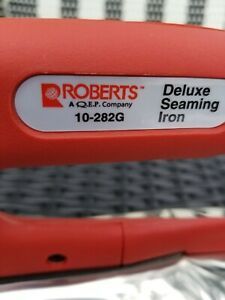 ROBERTS™
A Q.E.P. Company
10-282G
Deluxe
Seaming
Iron